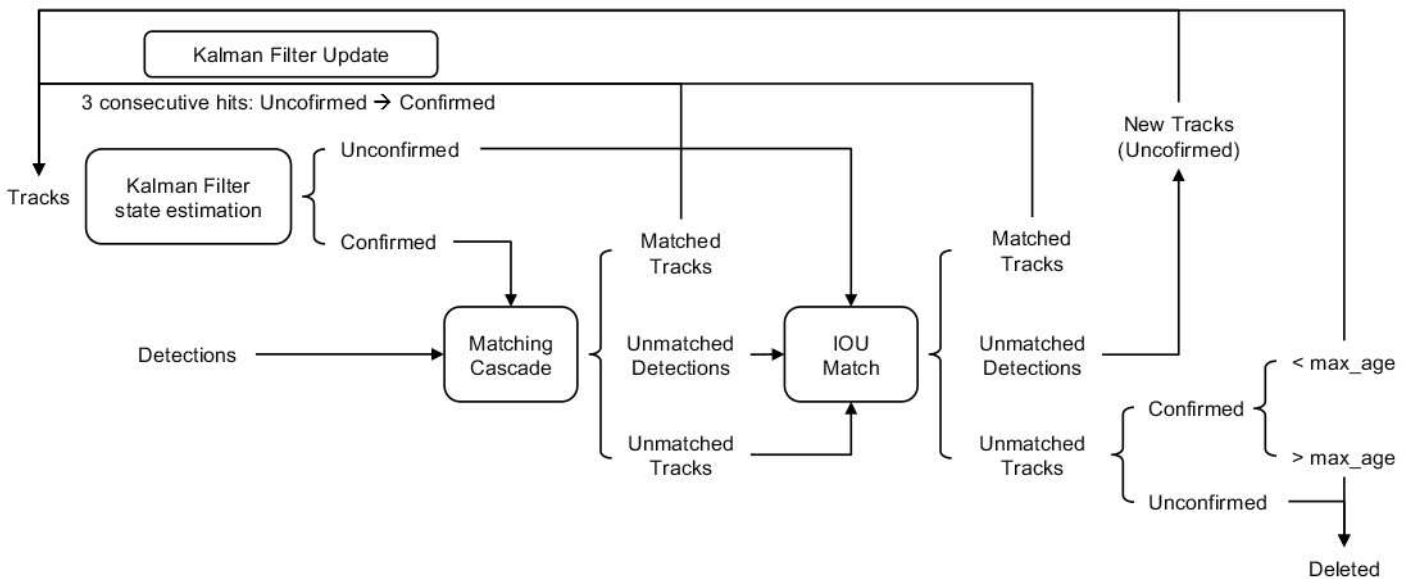 Kalman Filter Update
3 consecutive hits: Uncofirmed → Confirmed
Tracks
Kalman Filter
state estimation
Unconfirmed
Confirmed
Detections
Matching
Cascade
Matched
Tracks
Unmatched
Detections
Unmatched
Tracks
IOU
Match
Matched
Tracks
Unmatched
Detections
Unmatched
Tracks
New Tracks
(Uncofirmed)
Confirmed
Unconfirmed
< max_age
> max_age
Deleted